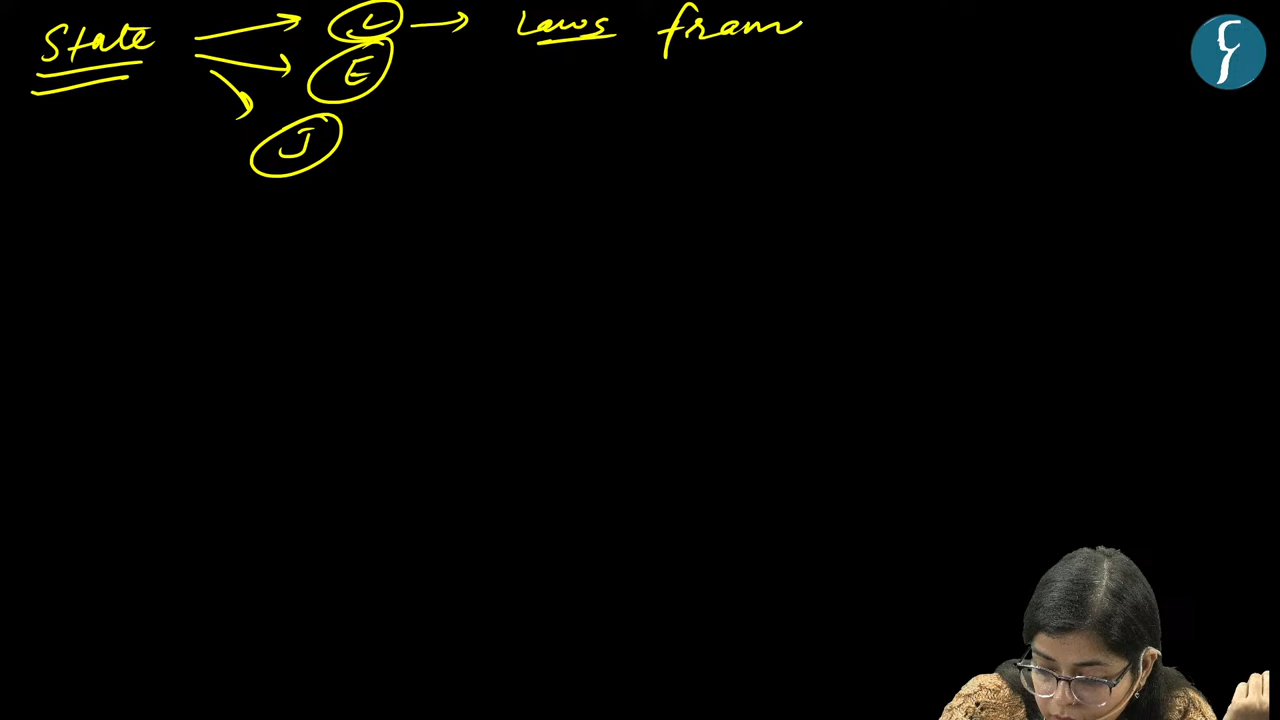 State → L → Laws fram
→ E
→ J